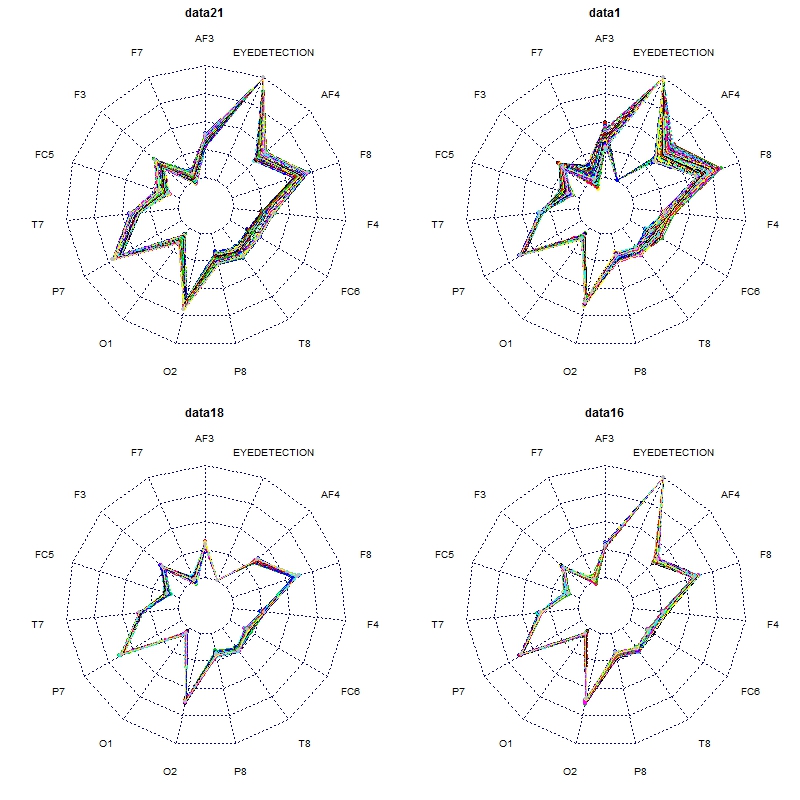 data21
AF3
F7
EYEDETECTION
F3
AF4
FC5
F8
T7
F4
P7
FC6
O1
T8
O2
P8
data1
AF3
F7
EYEDETECTION
F3
AF4
FC5
F8
T7
F4
P7
FC6
O1
T8
O2
P8
data18
AF3
F7
EYEDETECTION
F3
AF4
FC5
F8
T7
F4
P7
FC6
O1
T8
O2
P8
data16
AF3
F7
EYEDETECTION
F3
AF4
FC5
F8
T7
F4
P7
FC6
O1
T8
O2
P8